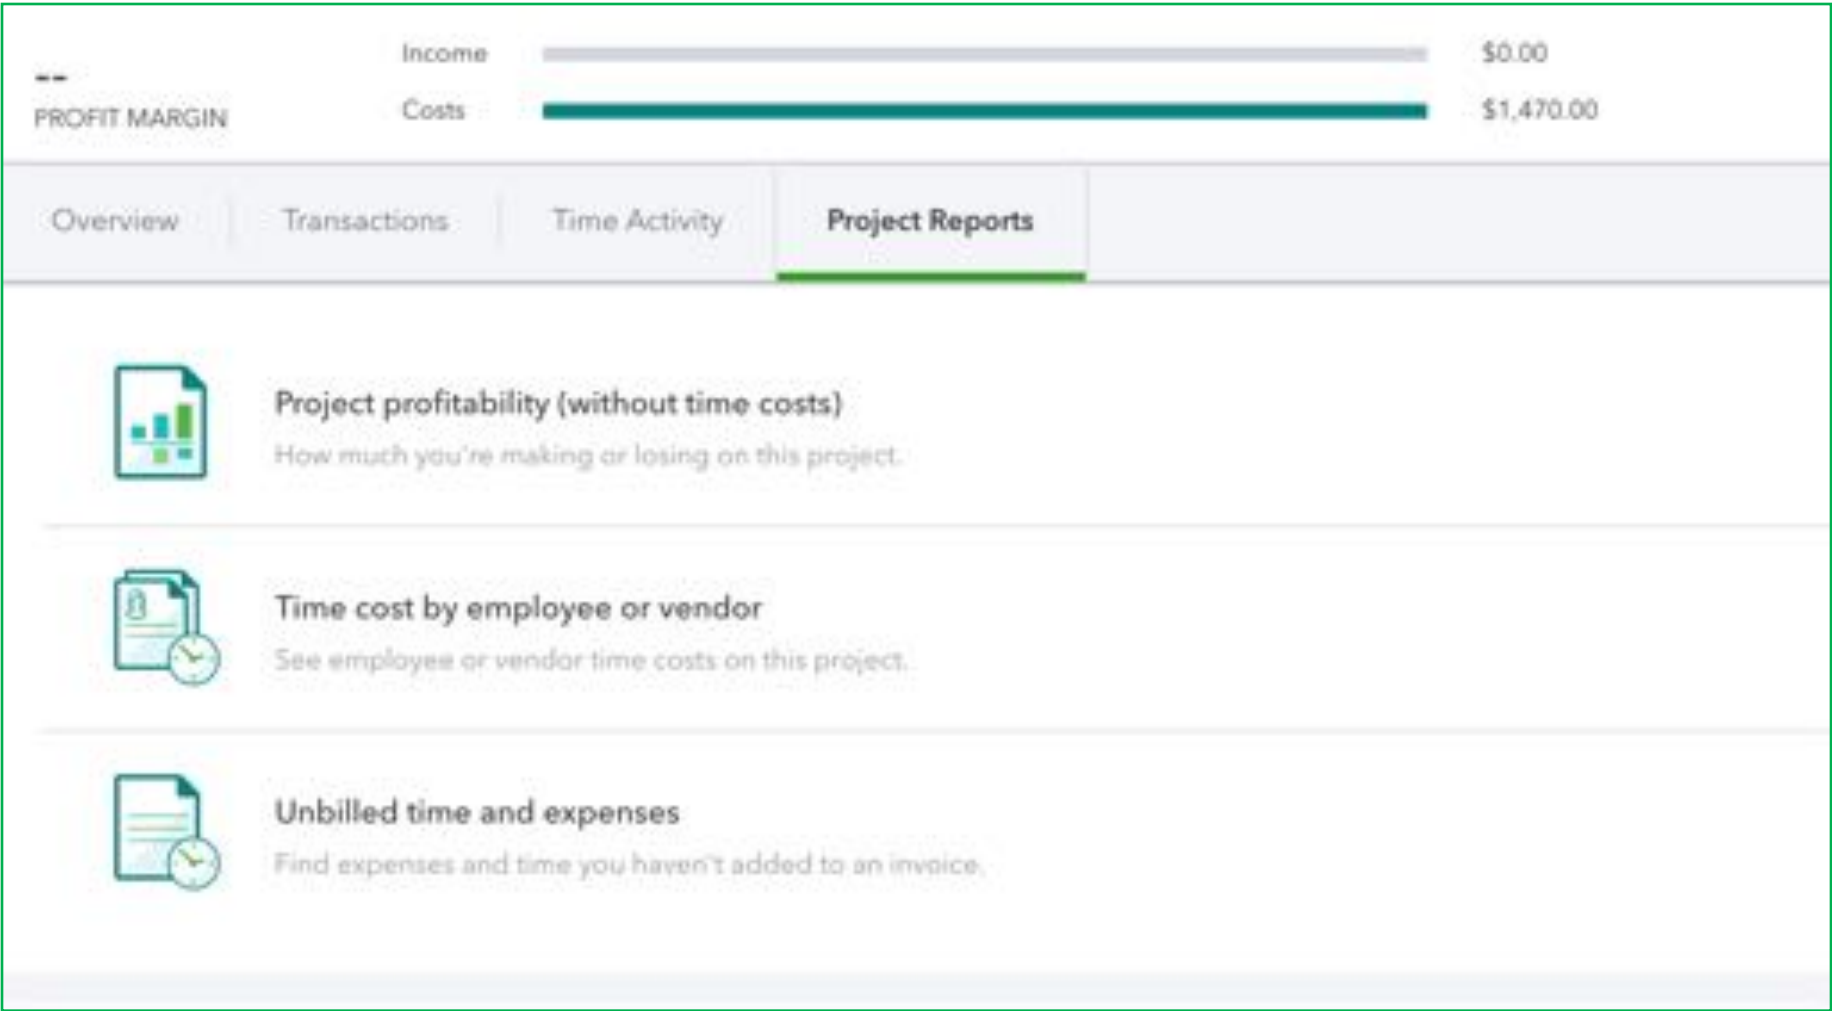 Income $0.00
--
PROFIT MARGIN
Costs $1,470.00
Overview Transactions Time Activity Project Reports
Project profitability (without time costs)
How much you're making or losing on this project.
Time cost by employee or vendor
See employee or vendor time costs on this project.
Unbilled time and expenses
Find expenses and time you haven't added to an invoice.